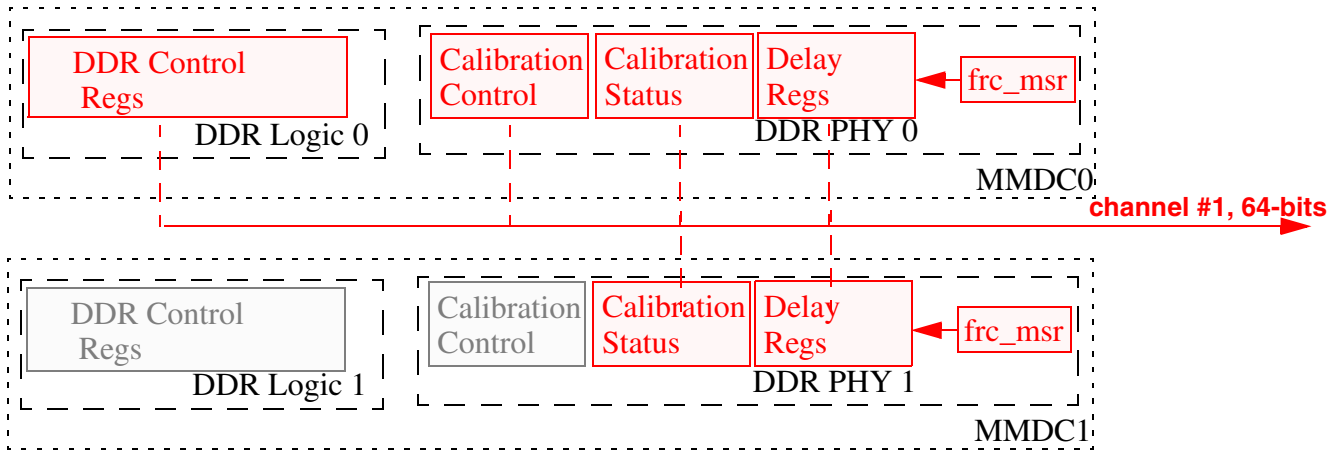 DDR Control
Regs
DDR Logic 0
Calibration
Control
Calibration
Status
Delay
Regs
frc_msr
DDR PHY 0
MMDC0
channel #1, 64-bits
DDR Control
Regs
DDR Logic 1
Calibration
Control
Calibration
Status
Delay
Regs
frc_msr
DDR PHY 1
MMDC1